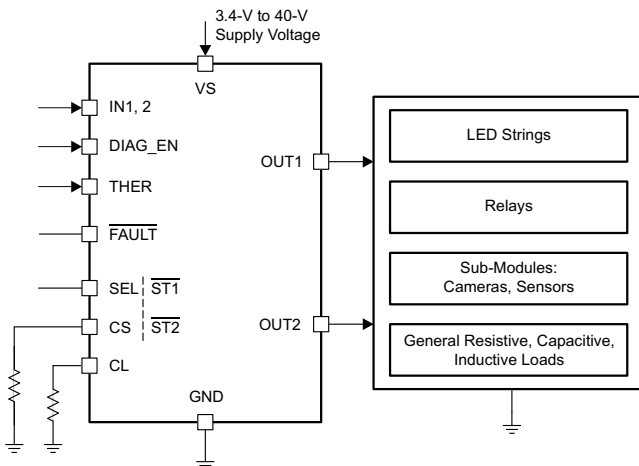 3.4-V to 40-V
Supply Voltage
VS
IN1, 2
DIAG_EN
THER
FAULT
SEL ST1
CS ST2
CL
GND
OUT1
OUT2
LED Strings
Relays
Sub-Modules:
Cameras, Sensors
General Resistive, Capacitive,
Inductive Loads